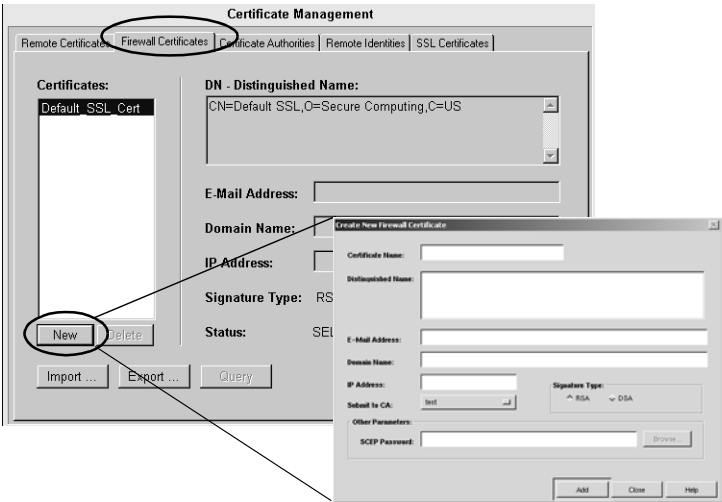 Certificate Management
Remote Certificates Firewall Certificates Certificate Authorities Remote Identities SSL Certificates
Certificates:
Default_SSL_Cert
DN - Distinguished Name:
CN=Default SSL,O=Secure Computing,C=US
E-Mail Address:
Domain Name:
IP Address:
Signature Type: RS
Status: SEL
New Delete
Import ... Export ... Query
Create New Firewall Certificate
Certificate Name:
Distinguished Name:
E-Mail Address:
Domain Name:
IP Address:
Signature Type:
RSA DSA
Submit to CA: test
Other Parameters:
SCEP Password: Browse...
Add Close Help